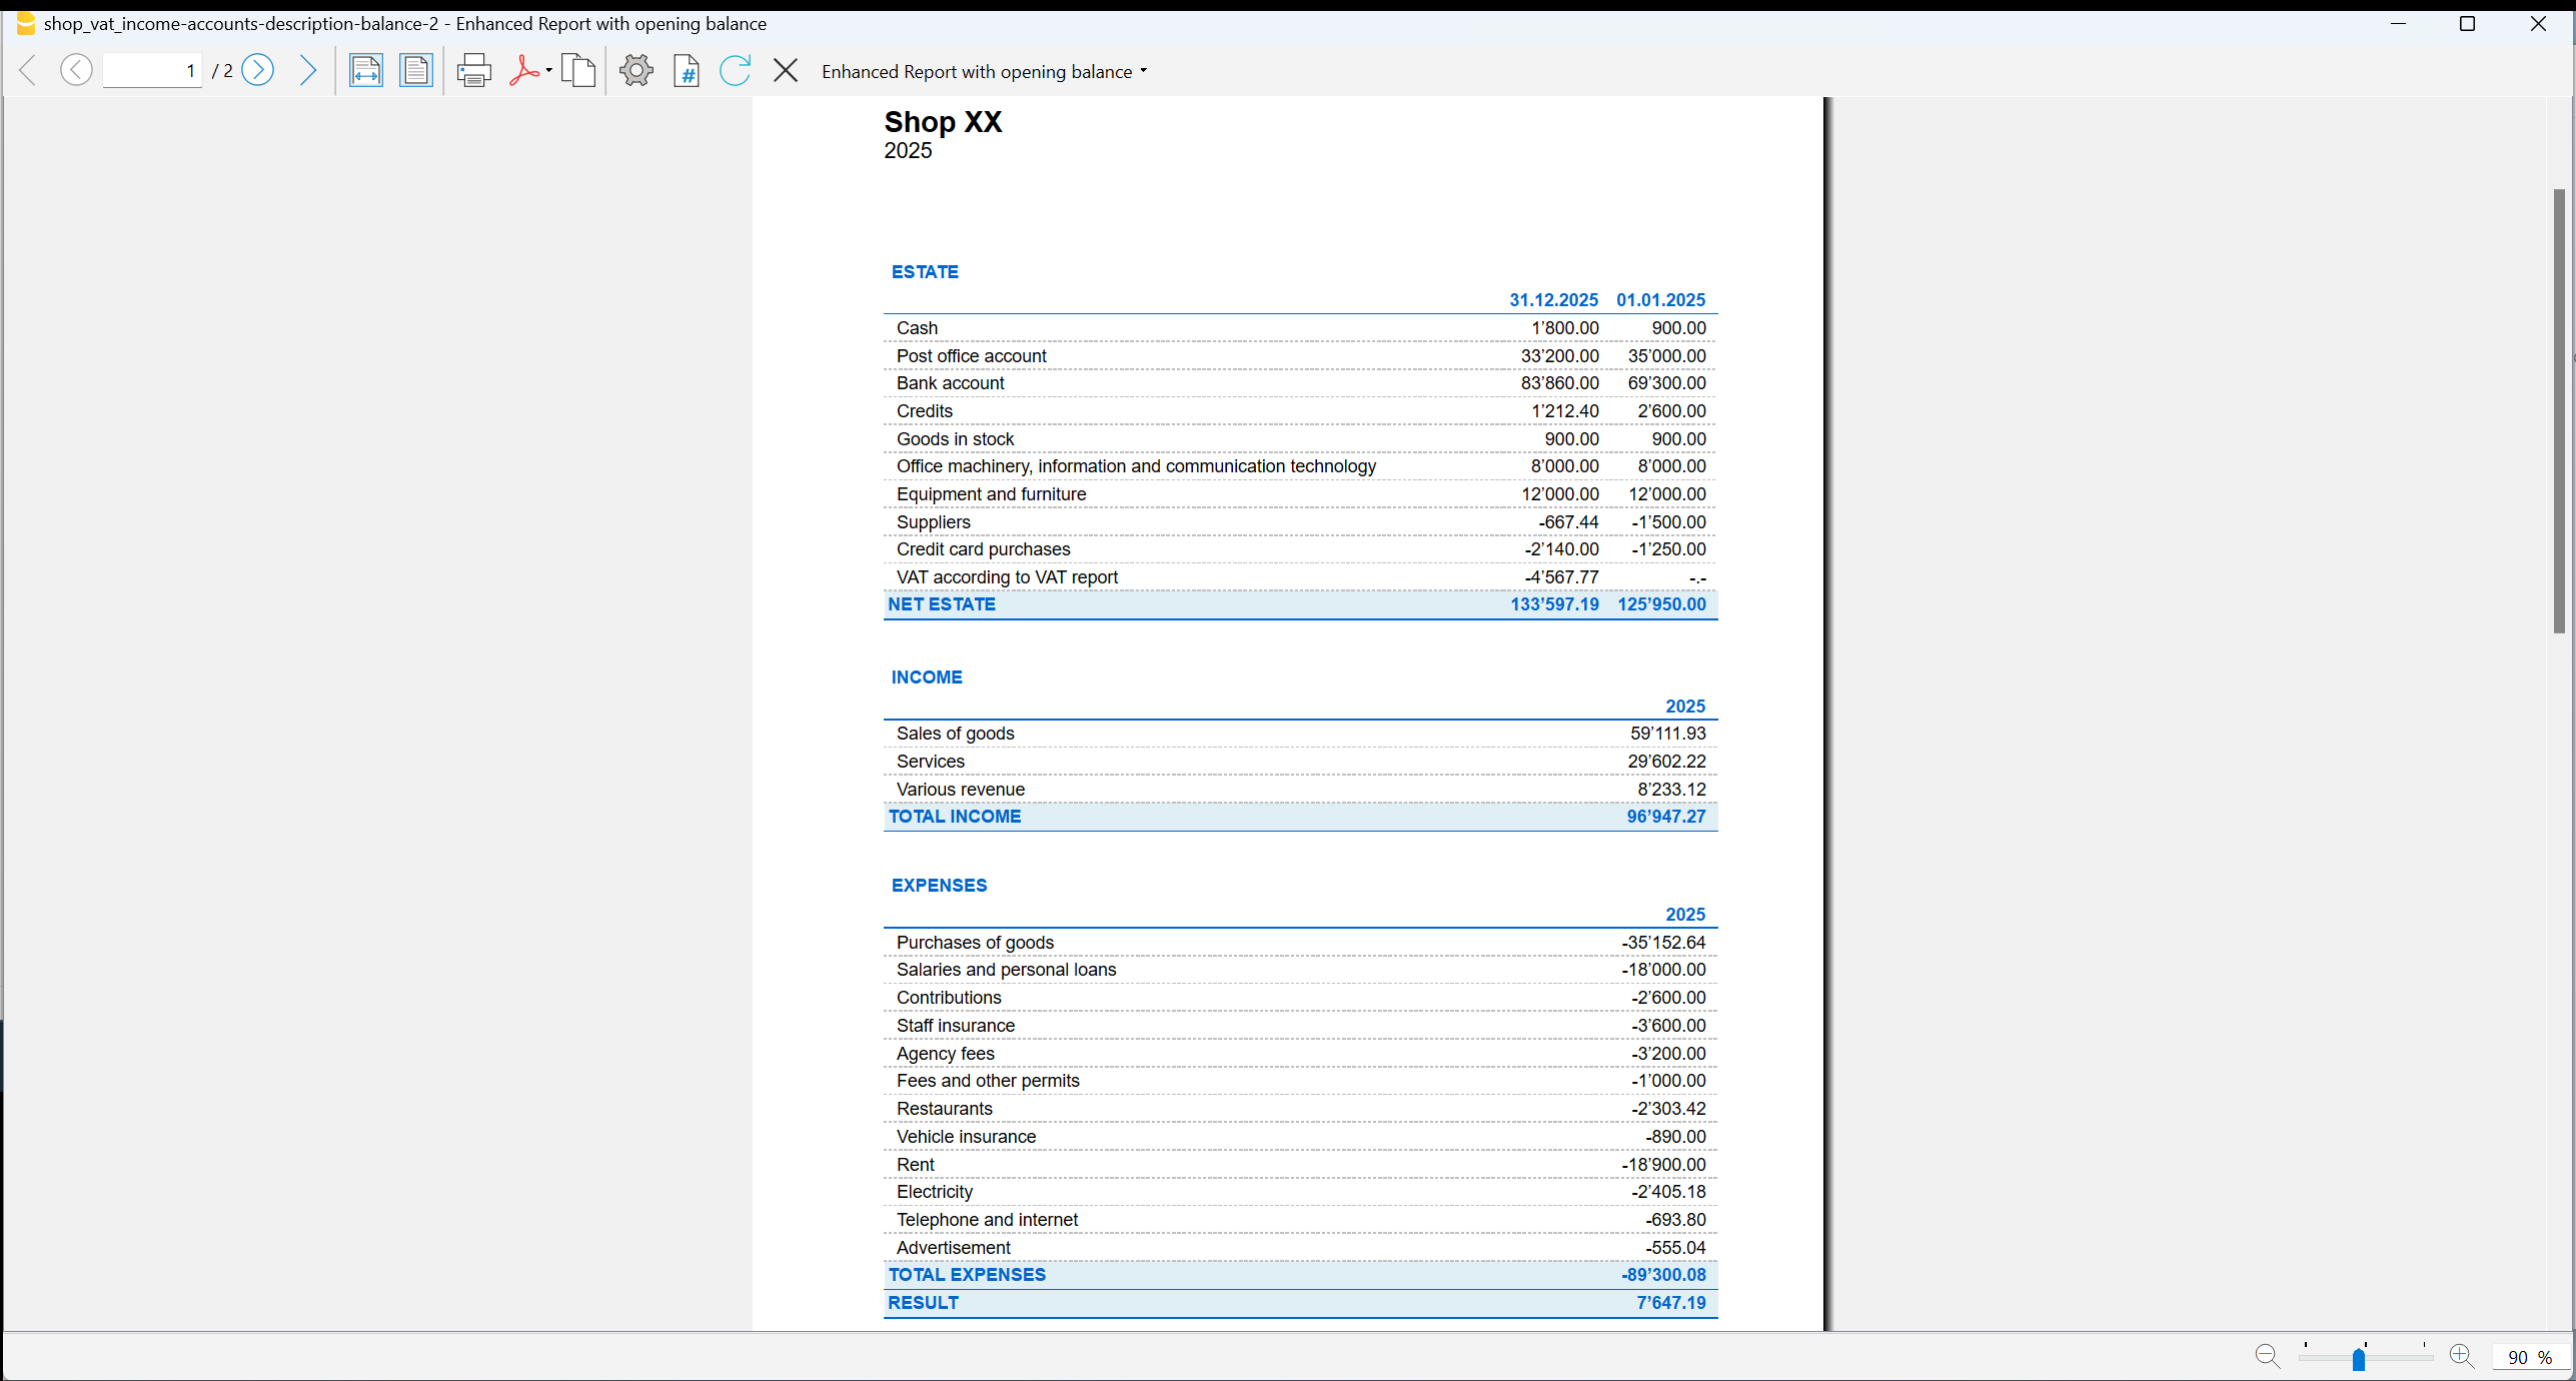 shop_vat_income-accounts-description-balance-2 - Enhanced Report with opening balance
1 / 2 Enhanced Report with opening balance
Shop XX
2025
ESTATE
31.12.2025 01.01.2025
Cash 1’800.00 900.00
Post office account 33’200.00 35’000.00
Bank account 83’860.00 69’300.00
Credits 1’212.40 2’600.00
Goods in stock 900.00 900.00
Office machinery, information and communication technology 8’000.00 8’000.00
Equipment and furniture 12’000.00 12’000.00
Suppliers -667.44 -1’500.00
Credit card purchases -2’140.00 -1’250.00
VAT according to VAT report -4’567.77 -.-
NET ESTATE 133’597.19 125’950.00
INCOME
2025
Sales of goods 59’111.93
Services 29’602.22
Various revenue 8’233.12
TOTAL INCOME 96’947.27
EXPENSES
2025
Purchases of goods -35’152.64
Salaries and personal loans -18’000.00
Contributions -2’600.00
Staff insurance -3’600.00
Agency fees -3’200.00
Fees and other permits -1’000.00
Restaurants -2’303.42
Vehicle insurance -890.00
Rent -18’900.00
Electricity -2’405.18
Telephone and internet -693.80
Advertisement -555.04
TOTAL EXPENSES -89’300.08
RESULT 7’647.19
90 %